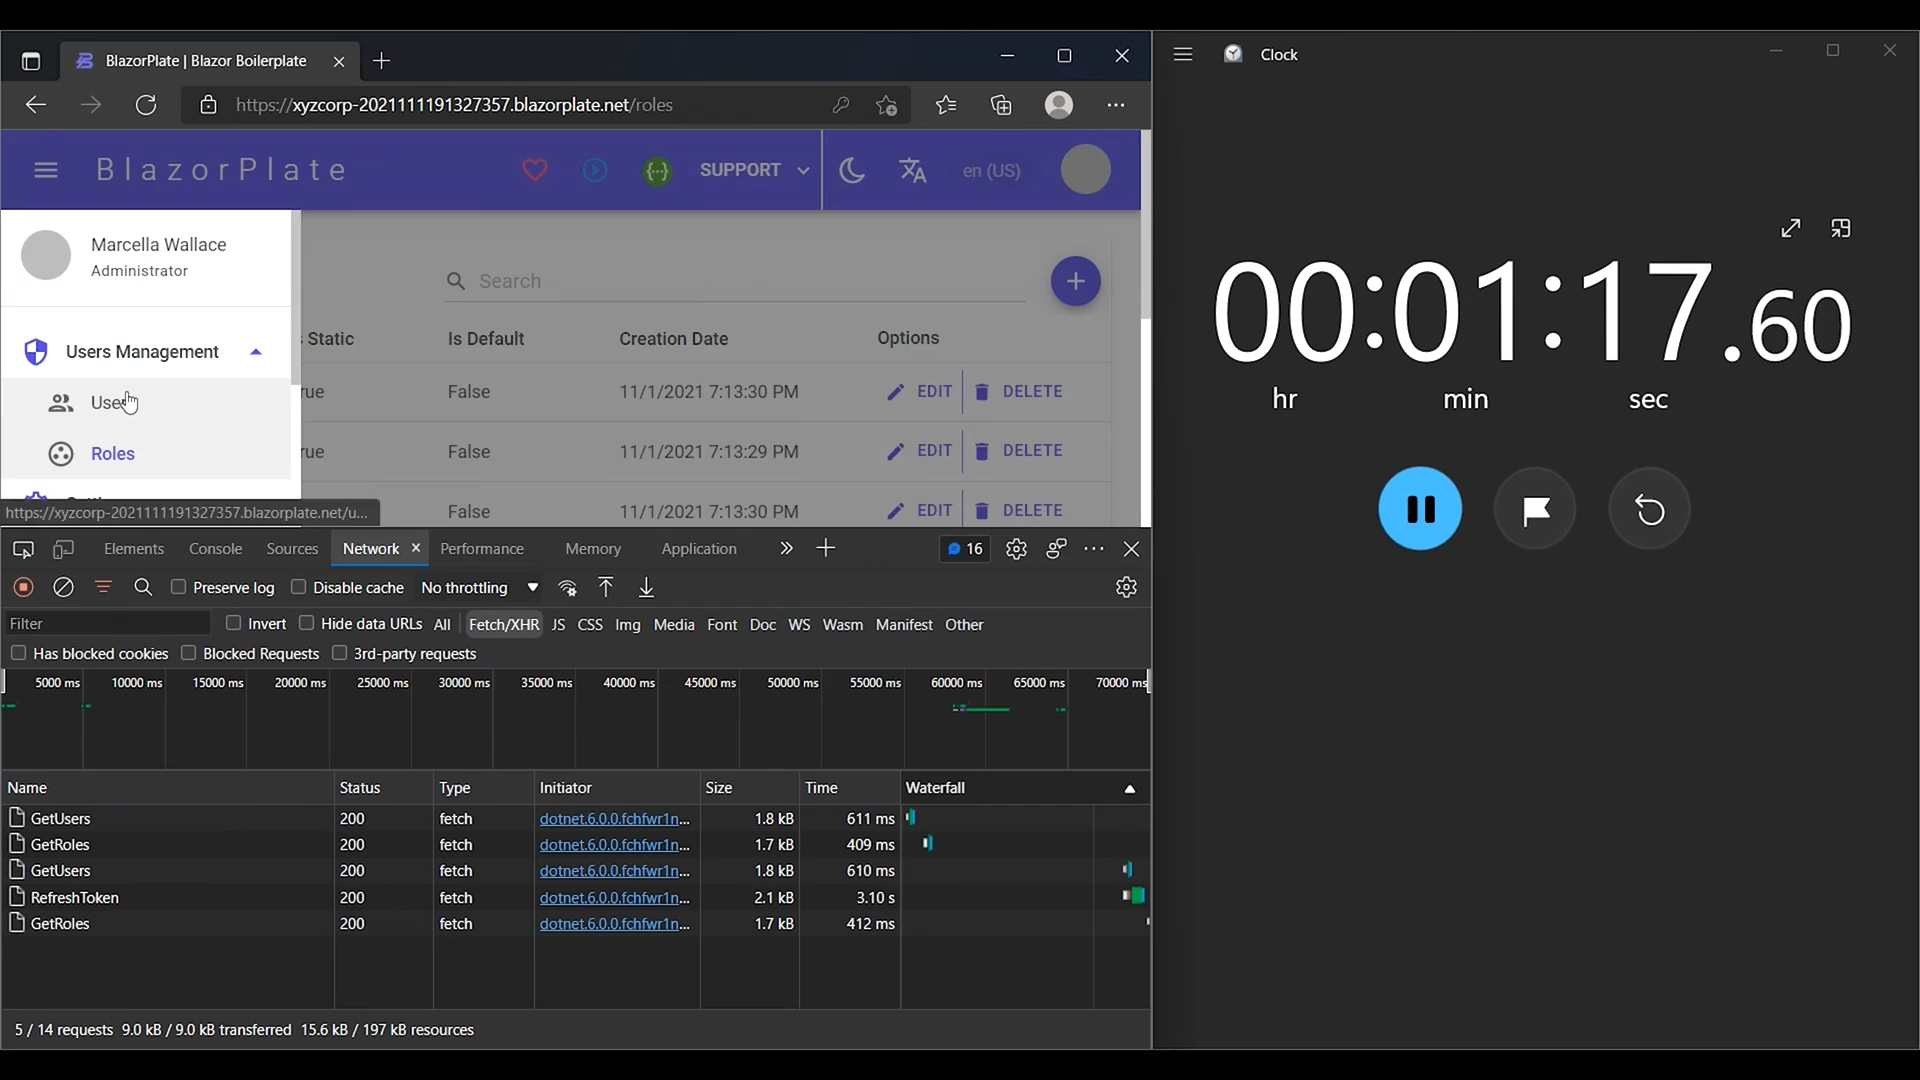 BlazorPlate | Blazor Boilerplate
https://xyzcorp-2021111191327357.blazorplate.net/roles
BlazorPlate
SUPPORT
en (US)
Marcella Wallace
Administrator
Users Management
Roles
Search
Static Is Default Creation Date Options
rue False 11/1/2021 7:13:30 PM EDIT DELETE
rue False 11/1/2021 7:13:29 PM EDIT DELETE
False 11/1/2021 7:13:30 PM EDIT DELETE
https://xyzcorp-2021111191327357.blazorplate.net/u...
Elements Console Sources Network Performance Memory Application 16
Preserve log Disable cache No throttling
Filter Invert Hide data URLs All Fetch/XHR JS CSS Img Media Font Doc WS Wasm Manifest Other
Has blocked cookies Blocked Requests 3rd-party requests
5000 ms 10000 ms 15000 ms 20000 ms 25000 ms 30000 ms 35000 ms 40000 ms 45000 ms 50000 ms 55000 ms 60000 ms 65000 ms 70000 ms
Name Status Type Initiator Size Time Waterfall
GetUsers 200 fetch dotnet.6.0.0.fchfwr1n... 1.8 kB 611 ms
GetRoles 200 fetch dotnet.6.0.0.fchfwr1n... 1.7 kB 409 ms
GetUsers 200 fetch dotnet.6.0.0.fchfwr1n... 1.8 kB 610 ms
RefreshToken 200 fetch dotnet.6.0.0.fchfwr1n... 2.1 kB 3.10 s
GetRoles 200 fetch dotnet.6.0.0.fchfwr1n... 1.7 kB 412 ms
5 / 14 requests 9.0 kB / 9.0 kB transferred 15.6 kB / 197 kB resources
Clock
00:01:17.60
hr min sec